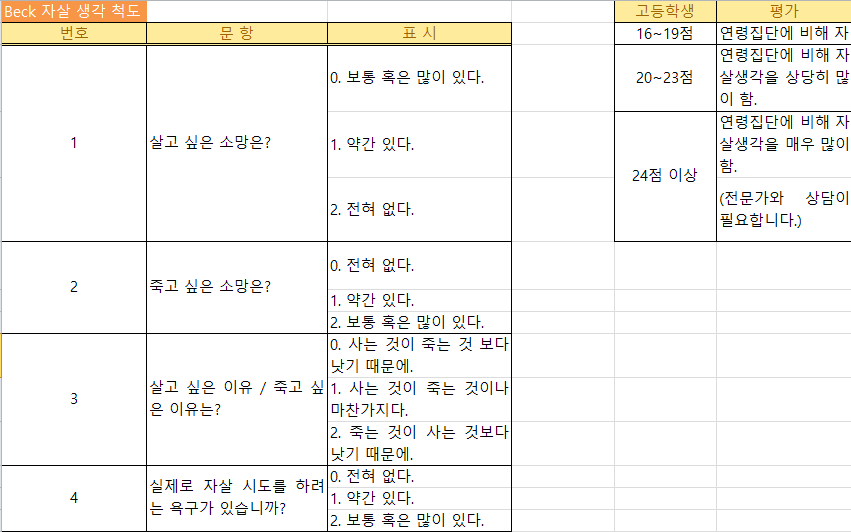 Beck 자살 생각 척도
번호 문 항 표 시
1
살고 싶은 소망은?
0. 보통 혹은 많이 있다.
1. 약간 있다.
2. 전혀 없다.
2
죽고 싶은 소망은?
0. 전혀 없다.
1. 약간 있다.
2. 보통 혹은 많이 있다.
3
살고 싶은 이유 / 죽고 싶
은 이유는?
0. 사는 것이 죽는 것 보다
낫기 때문에.
1. 사는 것이 죽는 것이나
마찬가지다.
2. 죽는 것이 사는 것보다
낫기 때문에.
4
실제로 자살 시도를 하려
는 욕구가 있습니까?
0. 전혀 없다.
1. 약간 있다.
2. 보통 혹은 많이 있다.
고등학생 평가
16~19점 연령집단에 비해 자
20~23점
연령집단에 비해 자
살생각을 상당히 많
이 함.
24점 이상
연령집단에 비해 자
살생각을 매우 많이
함.
(전문가와 상담이
필요합니다.)